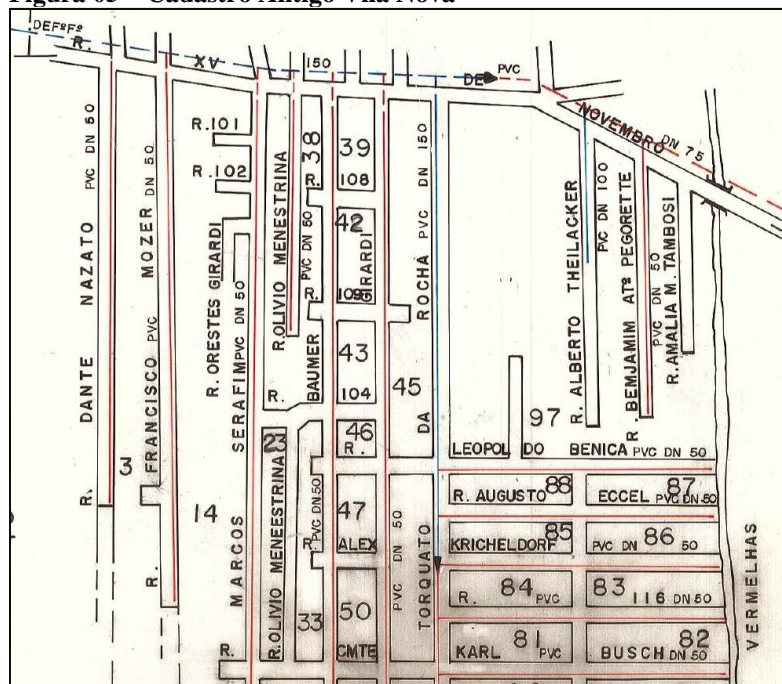 Figura 03 – Cadastro Antigo Vila Nova
DEFºFº
R. XV DE NOVEMBRO
150
PVC
DN 75
R. DANTE NAZATO PVC DN 50
R. FRANCISCO MOZER PVC DN 50
R.101
R.102
R. ORESTES GIRARDI
MARCOS SERAFIM PVC DN 50
R.
R.OLIVIO MENESTRINA
R.OLIVIO MENEESTRINA
R. BAUMER
PVC DN 50
PVC DN 50
R.
38
39
R. 108
42
R. 109
GIRARDI
43
R. 104
45
46
R.
47
ALEX
50
CMTE
23
33
3
14
PVC DN 50
TORQUATO DA ROCHA PVC DN 150
R. ALBERTO THEILACKER
PVC DN 100
R. BEMJAMIM ATº PEGORETTE
PVC DN 50
R. AMALIA M. TAMBOSI
97
LEOPOLDO BENICA PVC DN 50
R. AUGUSTO 88 ECCEL PVC DN 50 87
KRICHELDORF 85 PVC DN 86 50
R. 84 PVC 83 116 DN 50
KARL 81 PVC BUSCH DN 50 82
VERMELHAS